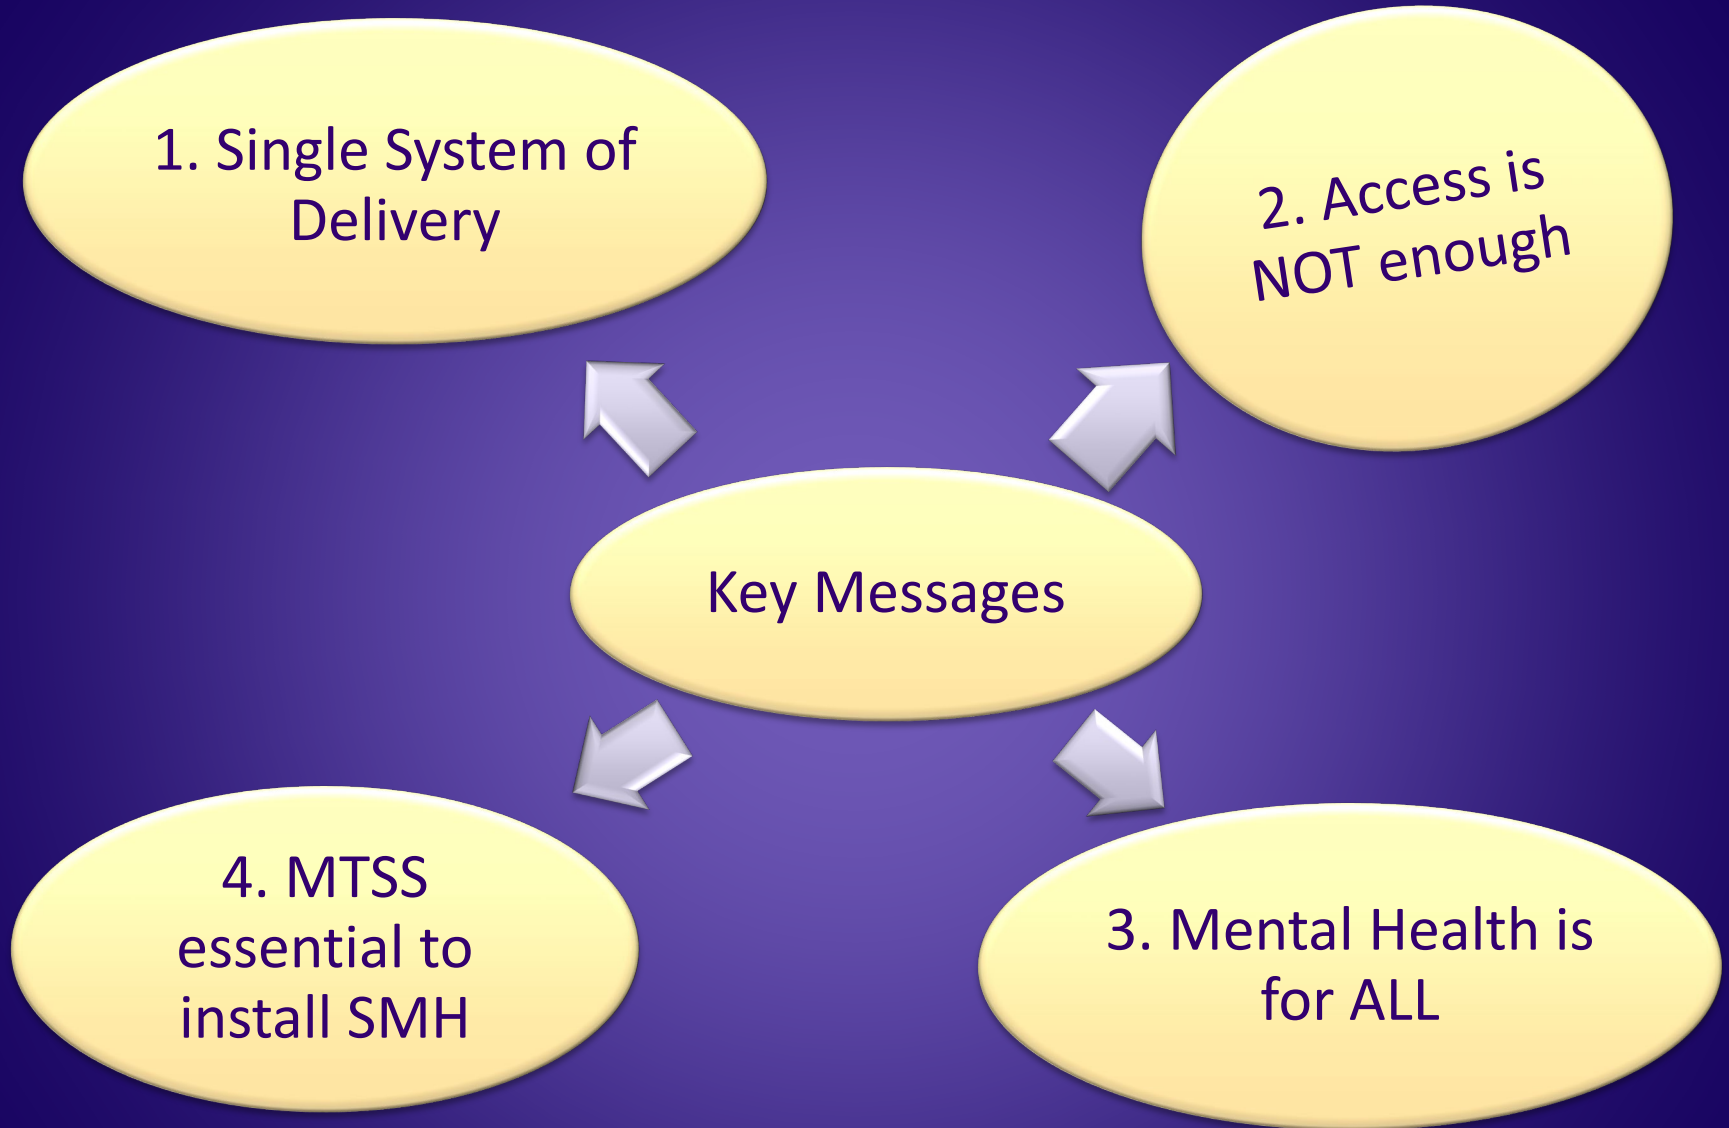 1. Single System of
Delivery
2. Access is
NOT enough
Key Messages
4. MTSS
essential to
install SMH
3. Mental Health is
for ALL